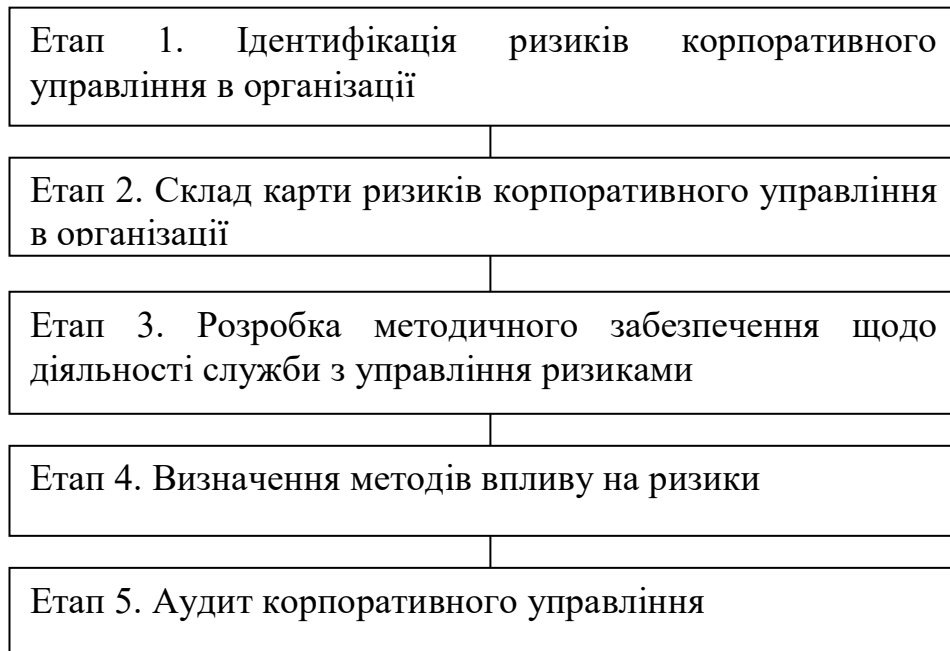 Етап 1. Ідентифікація ризиків корпоративного
управління в організації
Етап 2. Склад карти ризиків корпоративного управління
в організації
Етап 3. Розробка методичного забезпечення щодо
діяльності служби з управління ризиками
Етап 4. Визначення методів впливу на ризики
Етап 5. Аудит корпоративного управління